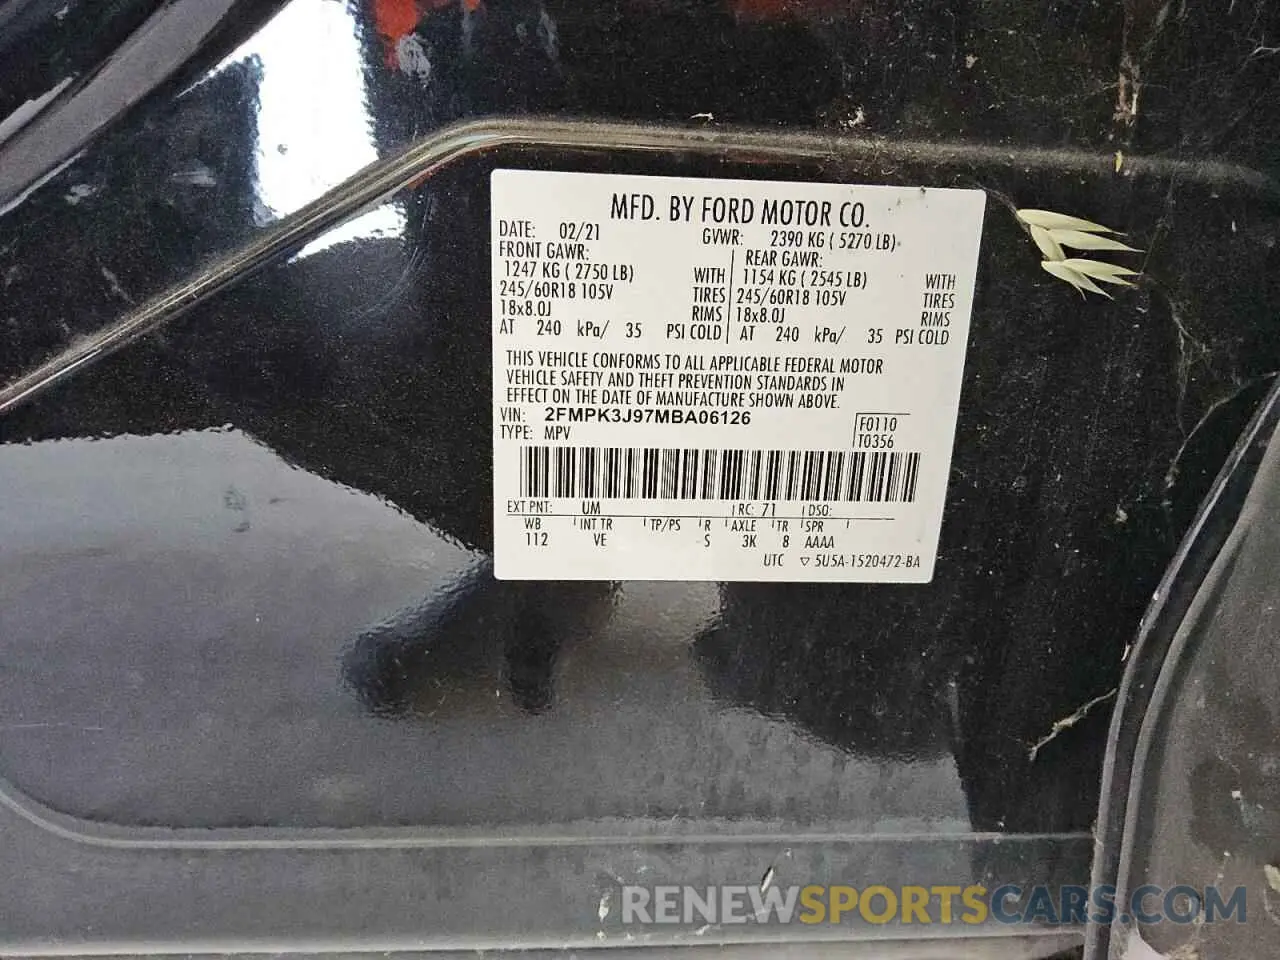 MFD. BY FORD MOTOR CO.
DATE: 02/21 GVWR: 2390 KG ( 5270 LB)
FRONT GAWR: REAR GAWR:
1247 KG ( 2750 LB) WITH 1154 KG ( 2545 LB) WITH
245/60R18 105V TIRES 245/60R18 105V TIRES
18x8.0J RIMS 18x8.0J RIMS
AT 240 kPa/ 35 PSI COLD AT 240 kPa/ 35 PSI COLD
THIS VEHICLE CONFORMS TO ALL APPLICABLE FEDERAL MOTOR
VEHICLE SAFETY AND THEFT PREVENTION STANDARDS IN
EFFECT ON THE DATE OF MANUFACTURE SHOWN ABOVE.
VIN: 2FMPK3J97MBA06126 F0110
TYPE: MPV T0356
EXT PNT: UM RC: 71 DSO:
WB INT TR TP/PS R AXLE TR SPR
112 VE S 3K 8 AAAA
UTC ▽ 5U5A-1520472-BA
RENEWSPORTSCARS.COM